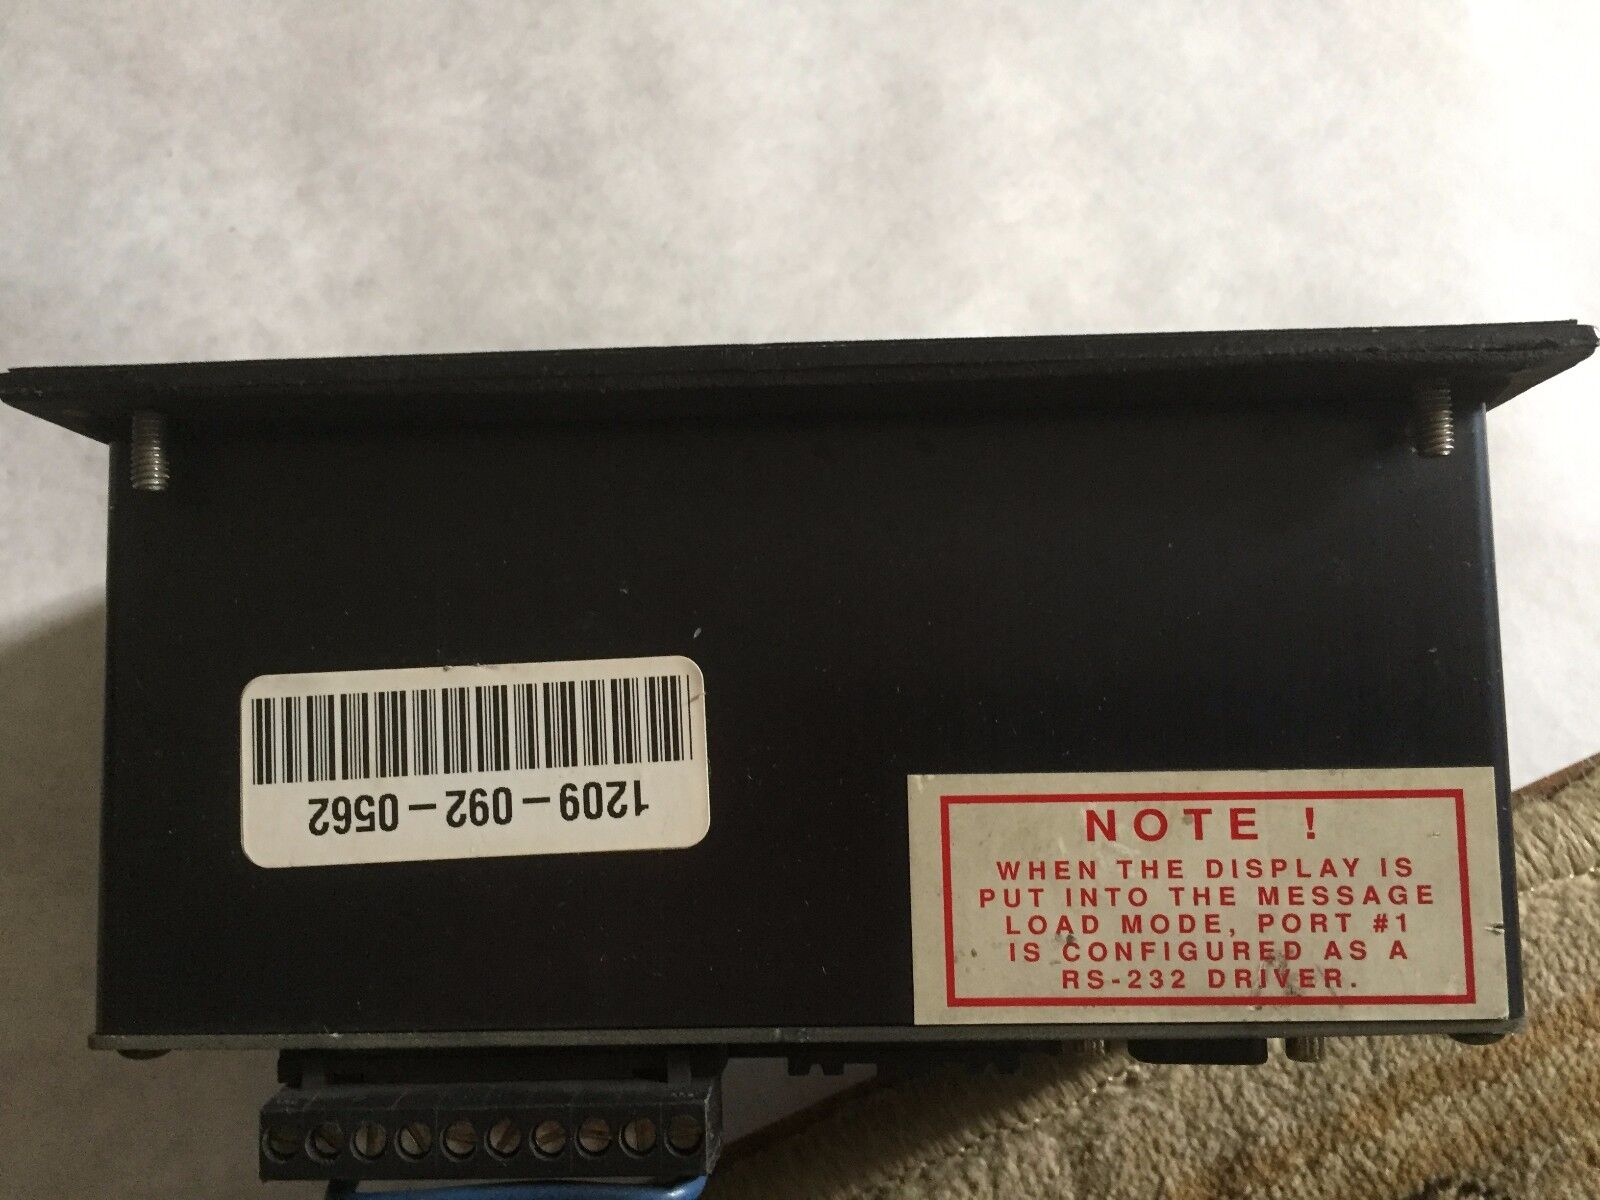 1209-092-0562
NOTE !
WHEN THE DISPLAY IS
PUT INTO THE MESSAGE
LOAD MODE, PORT #1
IS CONFIGURED AS A
RS-232 DRIVER.